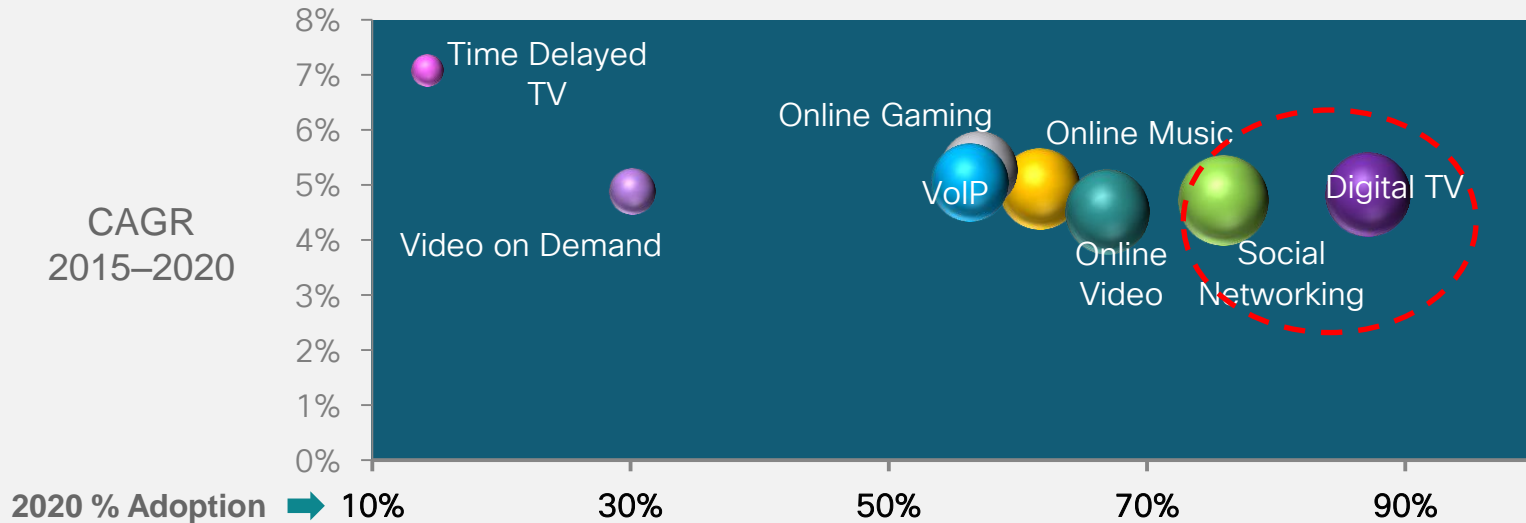 8%
7%
6%
5%
4%
3%
2%
1%
0%
CAGR
2015–2020
Time Delayed
TV
Online Gaming
Online Music
VoIP
Digital TV
Video on Demand
Online
Video
Social
Networking
2020 % Adoption
10%
30%
50%
70%
90%